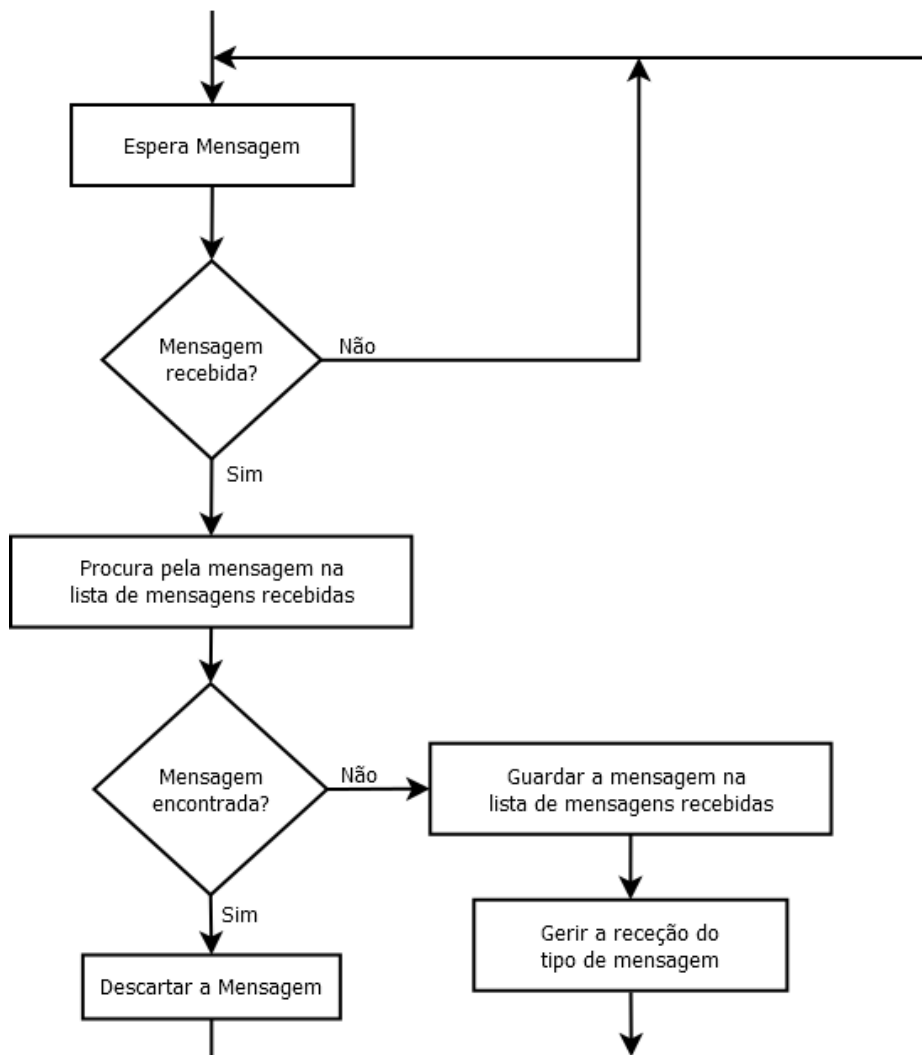 Espera Mensagem
Mensagem
recebida?
Não
Sim
Procura pela mensagem na
lista de mensagens recebidas
Mensagem
encontrada?
Não
Guardar a mensagem na
lista de mensagens recebidas
Sim
Gerir a receção do
tipo de mensagem
Descartar a Mensagem